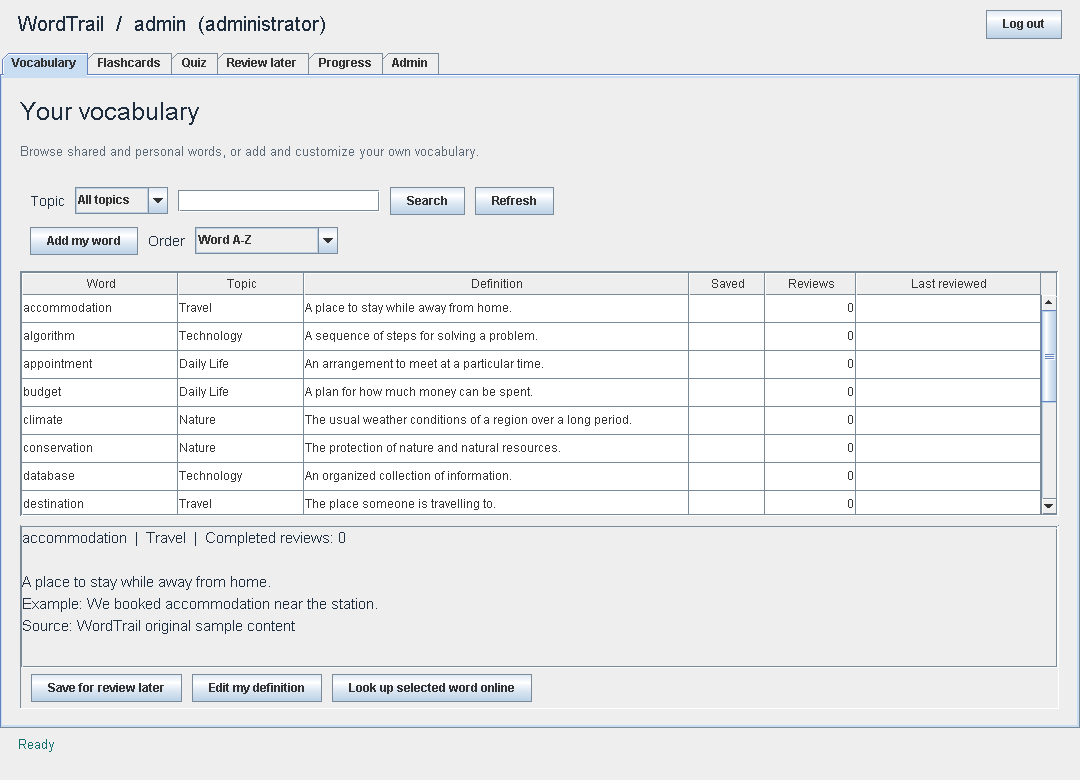 WordTrail / admin (administrator)
Log out
Vocabulary Flashcards Quiz Review later Progress Admin
Your vocabulary
Browse shared and personal words, or add and customize your own vocabulary.
Topic All topics Search Refresh
Add my word Order Word A-Z
Word Topic Definition Saved Reviews Last reviewed
accommodation Travel A place to stay while away from home. 0
algorithm Technology A sequence of steps for solving a problem. 0
appointment Daily Life An arrangement to meet at a particular time. 0
budget Daily Life A plan for how much money can be spent. 0
climate Nature The usual weather conditions of a region over a long period. 0
conservation Nature The protection of nature and natural resources. 0
database Technology An organized collection of information. 0
destination Travel The place someone is travelling to. 0
accommodation | Travel | Completed reviews: 0
A place to stay while away from home.
Example: We booked accommodation near the station.
Source: WordTrail original sample content
Save for review later Edit my definition Look up selected word online
Ready